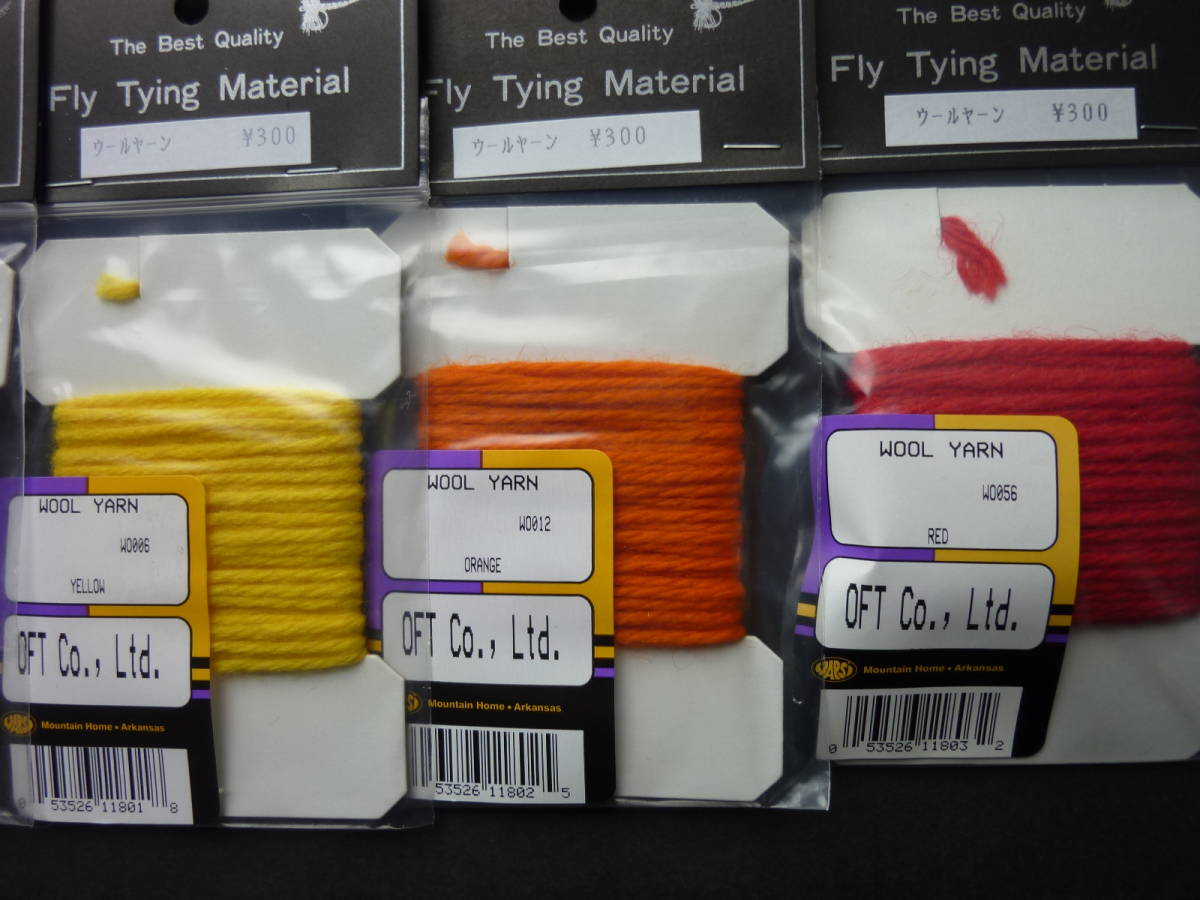 The Best Quality
Fly Tying Material
ウールヤーン ¥300
WOOL YARN
WO006
YELLOW
OFT Co., Ltd.
WAPSI Mountain Home • Arkansas
0 53526 11801 8
The Best Quality
Fly Tying Material
ウールヤーン ¥300
WOOL YARN
WO012
ORANGE
OFT Co., Ltd.
Mountain Home • Arkansas
53526 11802 5
The Best Quality
Fly Tying Material
ウールヤーン ¥300
WOOL YARN
WO056
RED
OFT Co., Ltd.
WAPSI Mountain Home • Arkansas
0 53526 11803 2